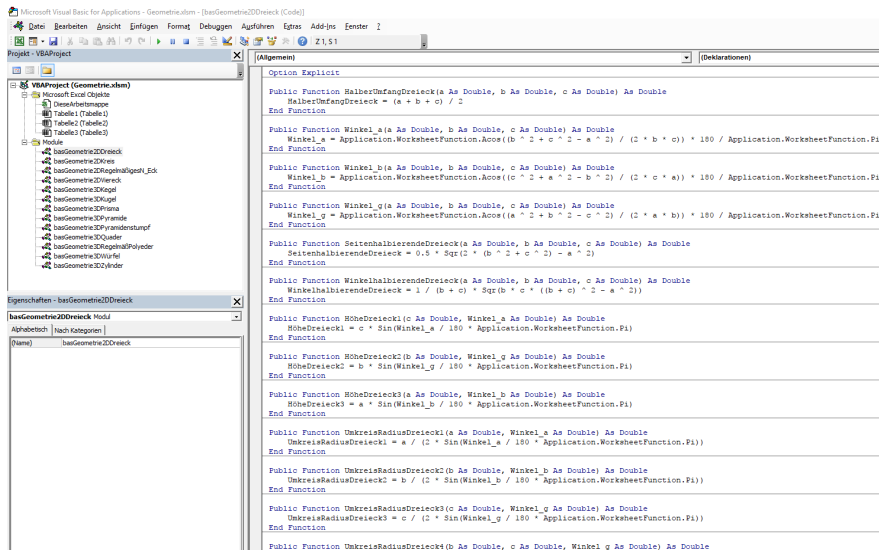 Microsoft Visual Basic for Applications - Geometrie.xlsm - [basGeometrie2DDreieck (Code)]
Datei Bearbeiten Ansicht Einfügen Format Debuggen Ausführen Extras Add-Ins Fenster ?
Z 1, S 1
Projekt - VBAProject
VBAProject (Geometrie.xlsm)
Microsoft Excel Objekte
DieseArbeitsmappe
Tabelle1 (Tabelle1)
Tabelle2 (Tabelle2)
Tabelle3 (Tabelle3)
Module
basGeometrie2DDreieck
basGeometrie2DKreis
basGeometrie2DRegelmäßigesN_Eck
basGeometrie2DViereck
basGeometrie3DKegel
basGeometrie3DKugel
basGeometrie3DPrisma
basGeometrie3DPyramide
basGeometrie3DPyramidenstumpf
basGeometrie3DQuader
basGeometrie3DRegelmäßPolyeder
basGeometrie3DWürfel
basGeometrie3DZylinder
Eigenschaften - basGeometrie2DDreieck
basGeometrie2DDreieck Modul
Alphabetisch Nach Kategorien
(Name) basGeometrie2DDreieck
(Allgemein) (Deklarationen)
Option Explicit
Public Function HalberUmfangDreieck(a As Double, b As Double, c As Double) As Double
HalberUmfangDreieck = (a + b + c) / 2
End Function
Public Function Winkel_a(a As Double, b As Double, c As Double) As Double
Winkel_a = Application.WorksheetFunction.Acos((b ^ 2 + c ^ 2 - a ^ 2) / (2 * b * c)) * 180 / Application.WorksheetFunction.Pi
End Function
Public Function Winkel_b(a As Double, b As Double, c As Double) As Double
Winkel_b = Application.WorksheetFunction.Acos((c ^ 2 + a ^ 2 - b ^ 2) / (2 * c * a)) * 180 / Application.WorksheetFunction.Pi
End Function
Public Function Winkel_g(a As Double, b As Double, c As Double) As Double
Winkel_g = Application.WorksheetFunction.Acos((a ^ 2 + b ^ 2 - c ^ 2) / (2 * a * b)) * 180 / Application.WorksheetFunction.Pi
End Function
Public Function SeitenhalbierendeDreieck(a As Double, b As Double, c As Double) As Double
SeitenhalbierendeDreieck = 0.5 * Sqr(2 * (b ^ 2 + c ^ 2) - a ^ 2)
End Function
Public Function WinkelhalbierendeDreieck(a As Double, b As Double, c As Double) As Double
WinkelhalbierendeDreieck = 1 / (b + c) * Sqr(b * c * ((b + c) ^ 2 - a ^ 2))
End Function
Public Function HöheDreieck1(c As Double, Winkel_a As Double) As Double
HöheDreieck1 = c * Sin(Winkel_a / 180 * Application.WorksheetFunction.Pi)
End Function
Public Function HöheDreieck2(b As Double, Winkel_g As Double) As Double
HöheDreieck2 = b * Sin(Winkel_g / 180 * Application.WorksheetFunction.Pi)
End Function
Public Function HöheDreieck3(a As Double, Winkel_b As Double) As Double
HöheDreieck3 = a * Sin(Winkel_b / 180 * Application.WorksheetFunction.Pi)
End Function
Public Function UmkreisRadiusDreieck1(a As Double, Winkel_a As Double) As Double
UmkreisRadiusDreieck1 = a / (2 * Sin(Winkel_a / 180 * Application.WorksheetFunction.Pi))
End Function
Public Function UmkreisRadiusDreieck2(b As Double, Winkel_b As Double) As Double
UmkreisRadiusDreieck2 = b / (2 * Sin(Winkel_b / 180 * Application.WorksheetFunction.Pi))
End Function
Public Function UmkreisRadiusDreieck3(c As Double, Winkel_g As Double) As Double
UmkreisRadiusDreieck3 = c / (2 * Sin(Winkel_g / 180 * Application.WorksheetFunction.Pi))
End Function
Public Function UmkreisRadiusDreieck4(b As Double, c As Double, Winkel_g As Double) As Double